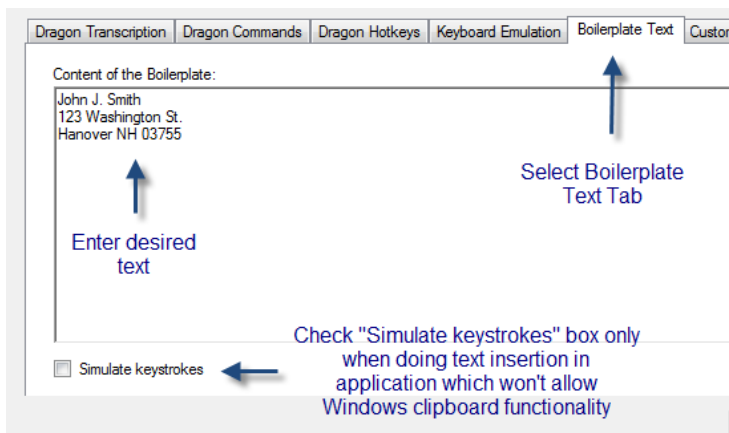 Dragon Transcription Dragon Commands Dragon Hotkeys Keyboard Emulation Boilerplate Text Custom
Content of the Boilerplate:
John J. Smith
123 Washington St.
Hanover NH 03755
Select Boilerplate
Text Tab
Enter desired
text
Check "Simulate keystrokes" box only
when doing text insertion in
application which won't allow
Windows clipboard functionality
Simulate keystrokes